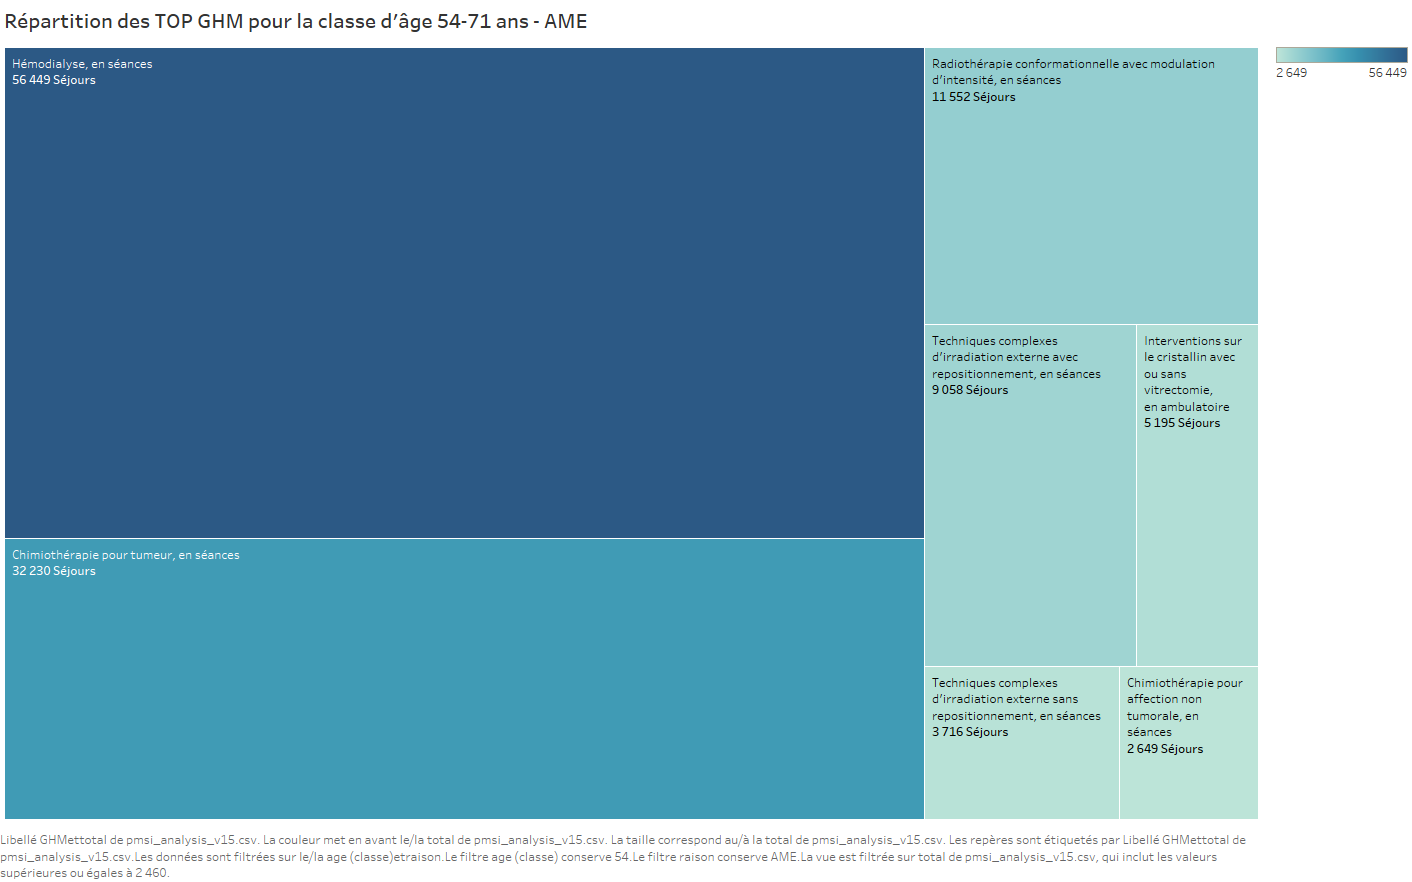 Répartition des TOP GHM pour la classe d’âge 54-71 ans - AME
Hémodialyse, en séances
56 449 Séjours
Radiothérapie conformationnelle avec modulation
d’intensité, en séances
11 552 Séjours
2 649
56 449
Techniques complexes
d’irradiation externe avec
repositionnement, en séances
9 058 Séjours
Interventions sur
le cristallin avec
ou sans
vitrectomie,
en ambulatoire
5 195 Séjours
Chimiothérapie pour tumeur, en séances
32 230 Séjours
Techniques complexes
d’irradiation externe sans
repositionnement, en séances
3 716 Séjours
Chimiothérapie pour
affection non
tumorale, en
séances
2 649 Séjours
Libellé GHMettotal de pmsi_analysis_v15.csv. La couleur met en avant le/la total de pmsi_analysis_v15.csv. La taille correspond au/à la total de pmsi_analysis_v15.csv. Les repères sont étiquetés par Libellé GHMettotal de
pmsi_analysis_v15.csv.Les données sont filtrées sur le/la age (classe)etraison.Le filtre age (classe) conserve 54.Le filtre raison conserve AME.La vue est filtrée sur total de pmsi_analysis_v15.csv, qui inclut les valeurs
supérieures ou égales à 2 460.